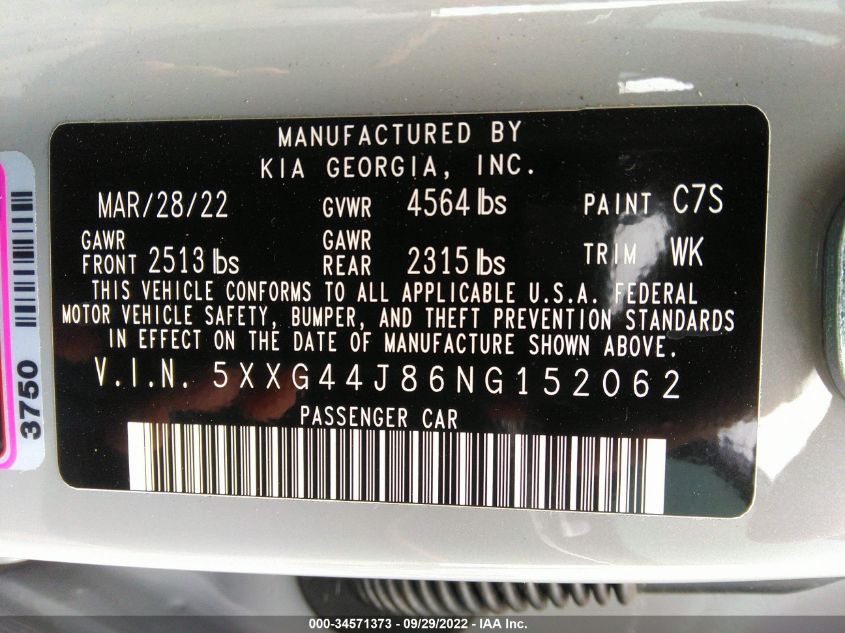 MANUFACTURED BY
KIA GEORGIA, INC.
MAR/28/22 GVWR 4564 lbs PAINT C7S
GAWR FRONT 2513 lbs GAWR REAR 2315 lbs TRIM WK
THIS VEHICLE CONFORMS TO ALL APPLICABLE U.S.A. FEDERAL
MOTOR VEHICLE SAFETY, BUMPER, AND THEFT PREVENTION STANDARDS
IN EFFECT ON THE DATE OF MANUFACTURE SHOWN ABOVE.
V.I.N. 5XXG44J86NG152062
PASSENGER CAR
3750
000-34571373 - 09/29/2022 - IAA Inc.